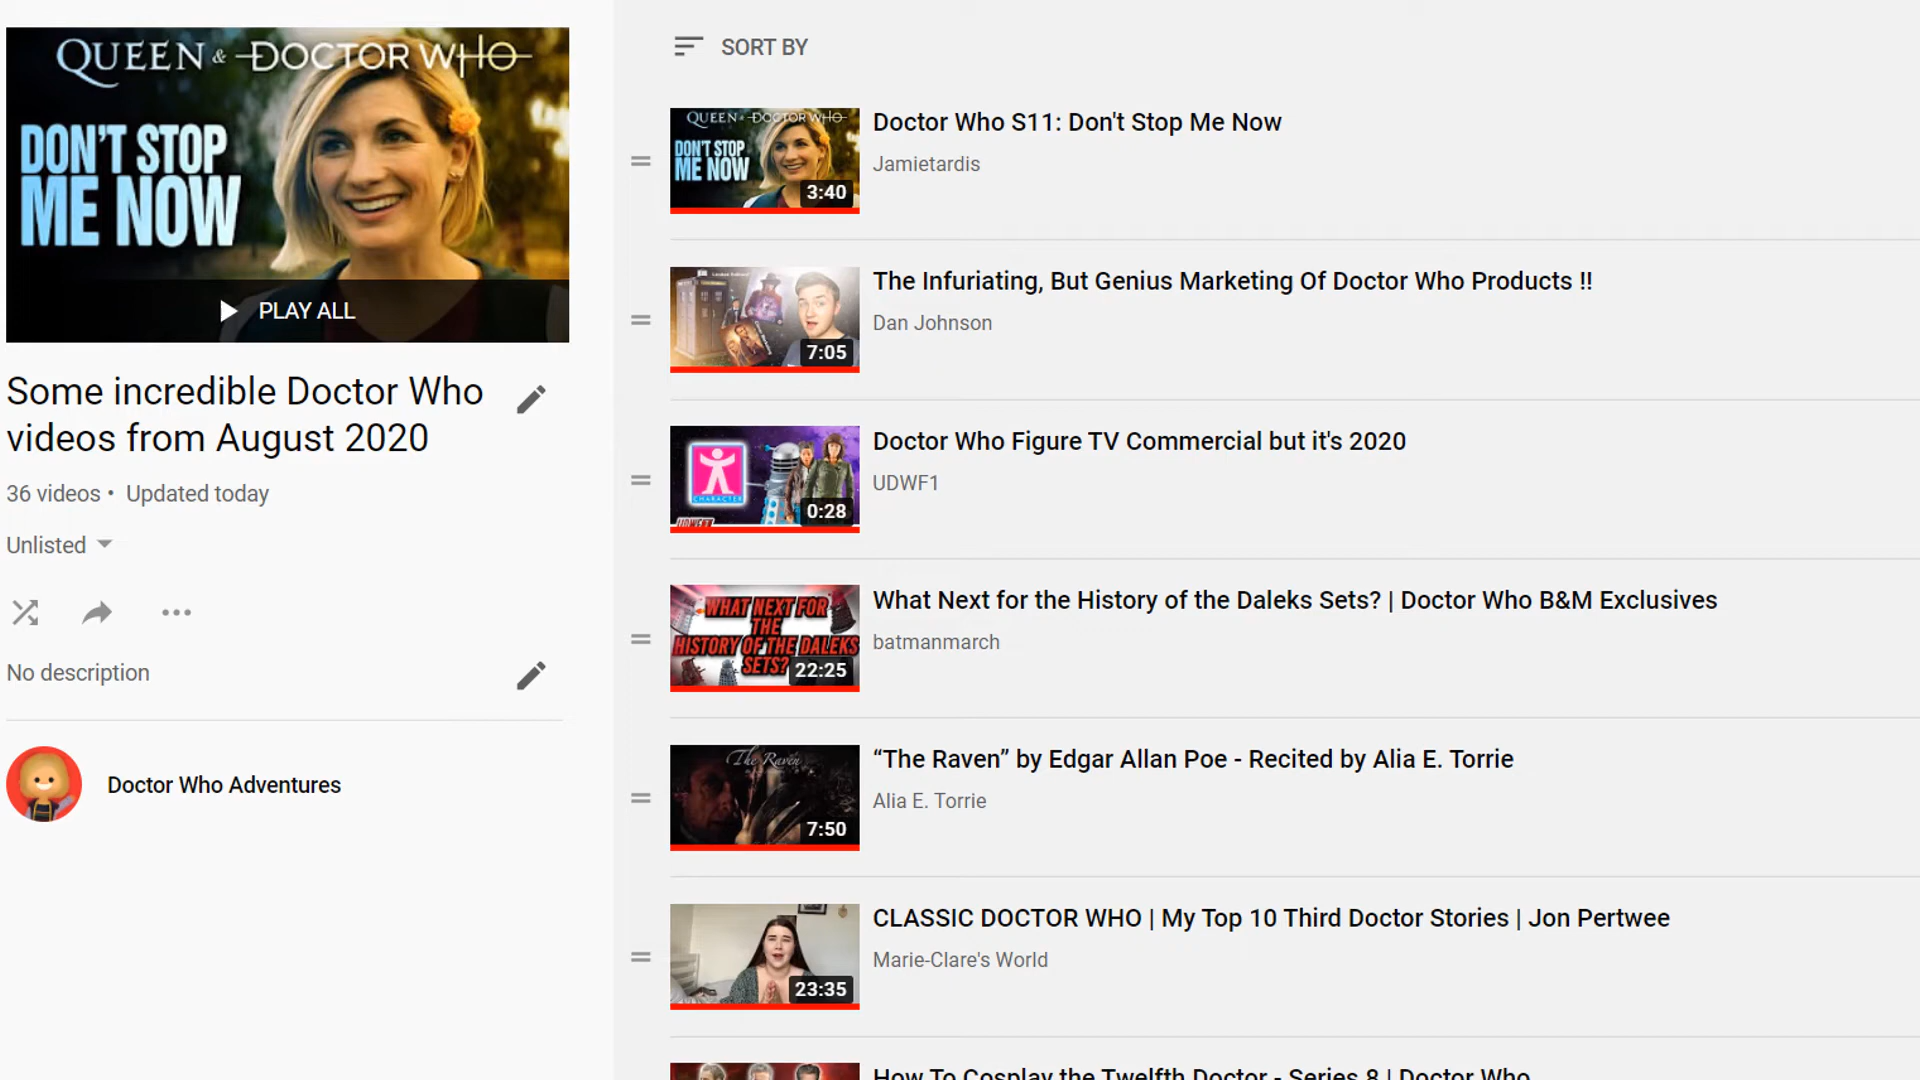 QUEEN & DOCTOR WHO
DON'T STOP
ME NOW
PLAY ALL
Some incredible Doctor Who
videos from August 2020
36 videos • Updated today
Unlisted
No description
Doctor Who Adventures
SORT BY
QUEEN & DOCTOR WHO
DON'T STOP
ME NOW
3:40
Doctor Who S11: Don't Stop Me Now
Jamietardis
7:05
The Infuriating, But Genius Marketing Of Doctor Who Products !!
Dan Johnson
CHARACTER
0:28
Doctor Who Figure TV Commercial but it's 2020
UDWF1
WHAT NEXT FOR
THE
HISTORY OF THE DALEKS
SETS?
22:25
What Next for the History of the Daleks Sets? | Doctor Who B&M Exclusives
batmanmarch
The Raven
7:50
“The Raven” by Edgar Allan Poe - Recited by Alia E. Torrie
Alia E. Torrie
23:35
CLASSIC DOCTOR WHO | My Top 10 Third Doctor Stories | Jon Pertwee
Marie-Clare's World
How To Cosplay the Twelfth Doctor - Series 8 | Doctor Who